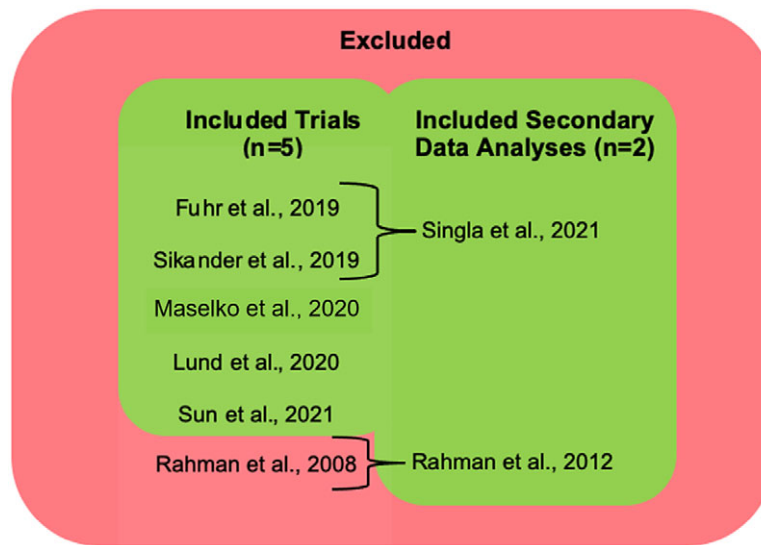 Excluded
Included Trials
(n=5)
Included Secondary
Data Analyses (n=2)
Fuhr et al., 2019
Singla et al., 2021
Sikander et al., 2019
Maselko et al., 2020
Lund et al., 2020
Sun et al., 2021
Rahman et al., 2008
Rahman et al., 2012